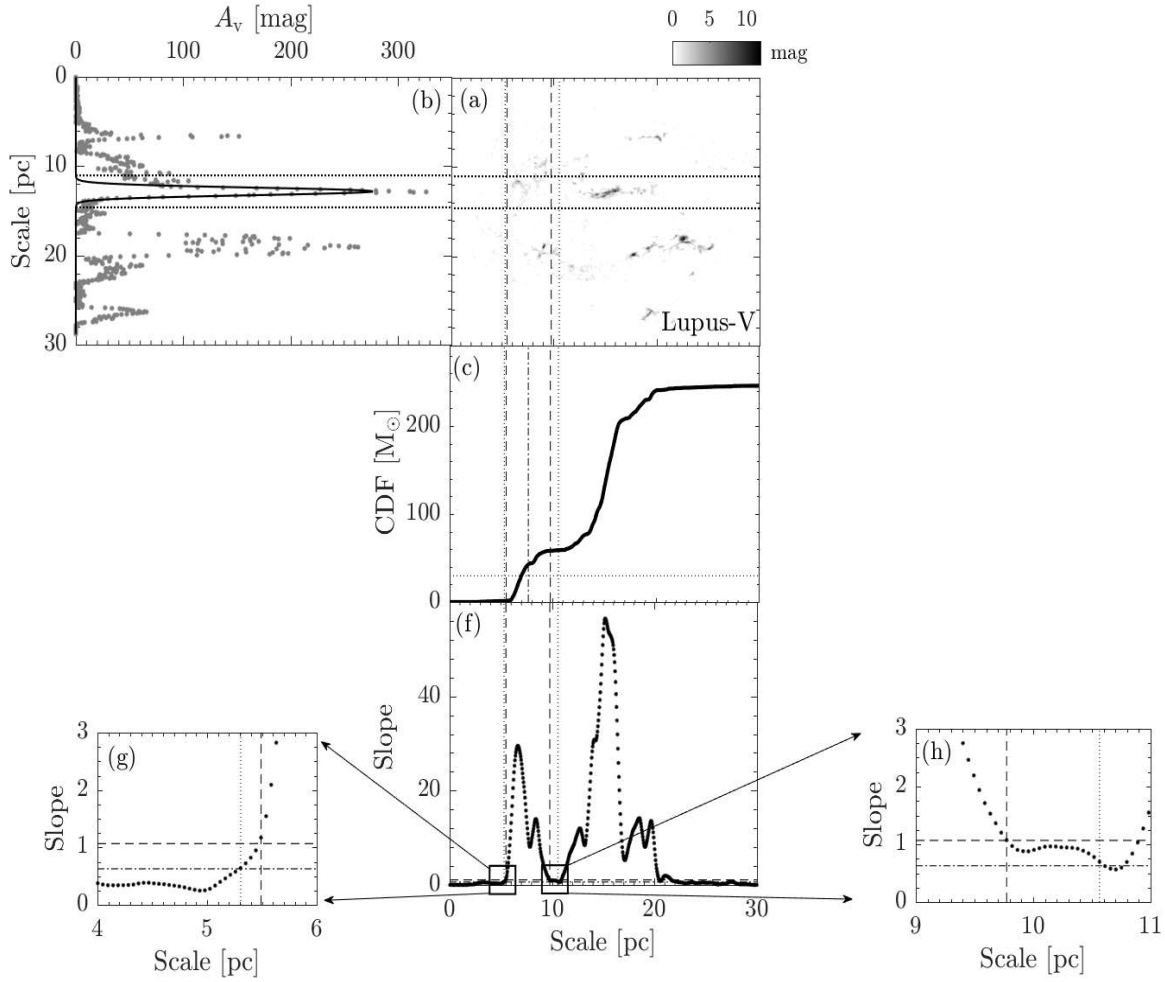 A_v [mag]
0 5 10
mag
0 100 200 300
0
10
20
30
Scale [pc]
(b)
(a)
Lupus-V
(c)
CDF [M☉]
200
100
0
(f)
Slope
40
20
0
0 10 20 30
Scale [pc]
(g)
Slope
3
2
1
0
4 5 6
Scale [pc]
(h)
Slope
3
2
1
0
9 10 11
Scale [pc]